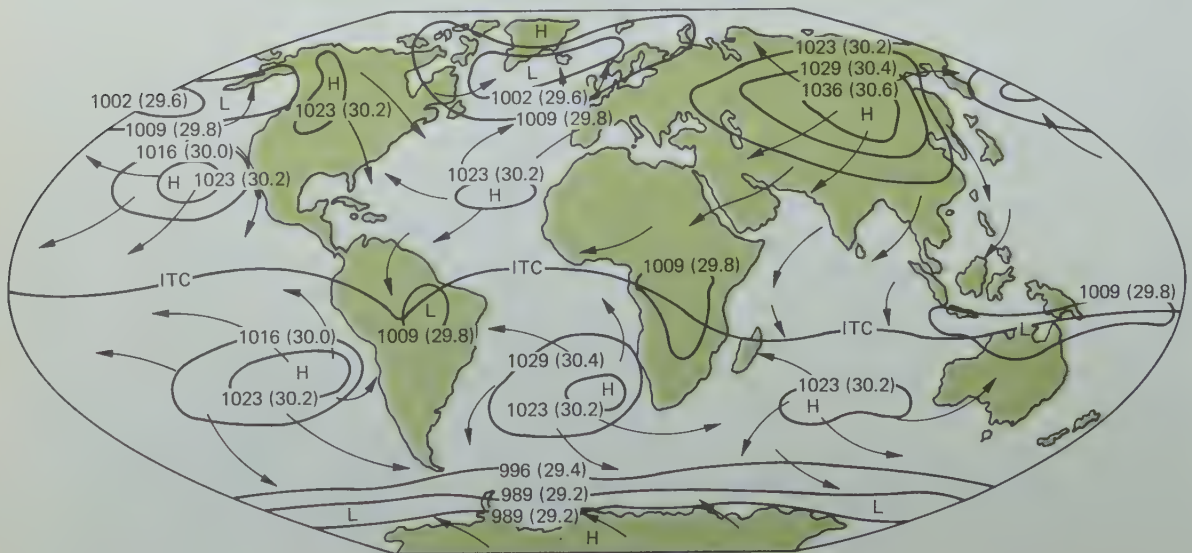 H
1023 (30.2)
1029 (30.4)
1036 (30.6)
H
L
1002 (29.6)
1009 (29.8)
H
1023 (30.2)
1002 (29.6)
L
1009 (29.8)
1016 (30.0)
H
1023 (30.2)
1023 (30.2)
H
ITC
ITC
1009 (29.8)
1009 (29.8)
L
1009 (29.8)
L
ITC
1016 (30.0)
H
1023 (30.2)
1029 (30.4)
H
1023 (30.2)
1023 (30.2)
H
996 (29.4)
989 (29.2)
L
L
989 (29.2)
H